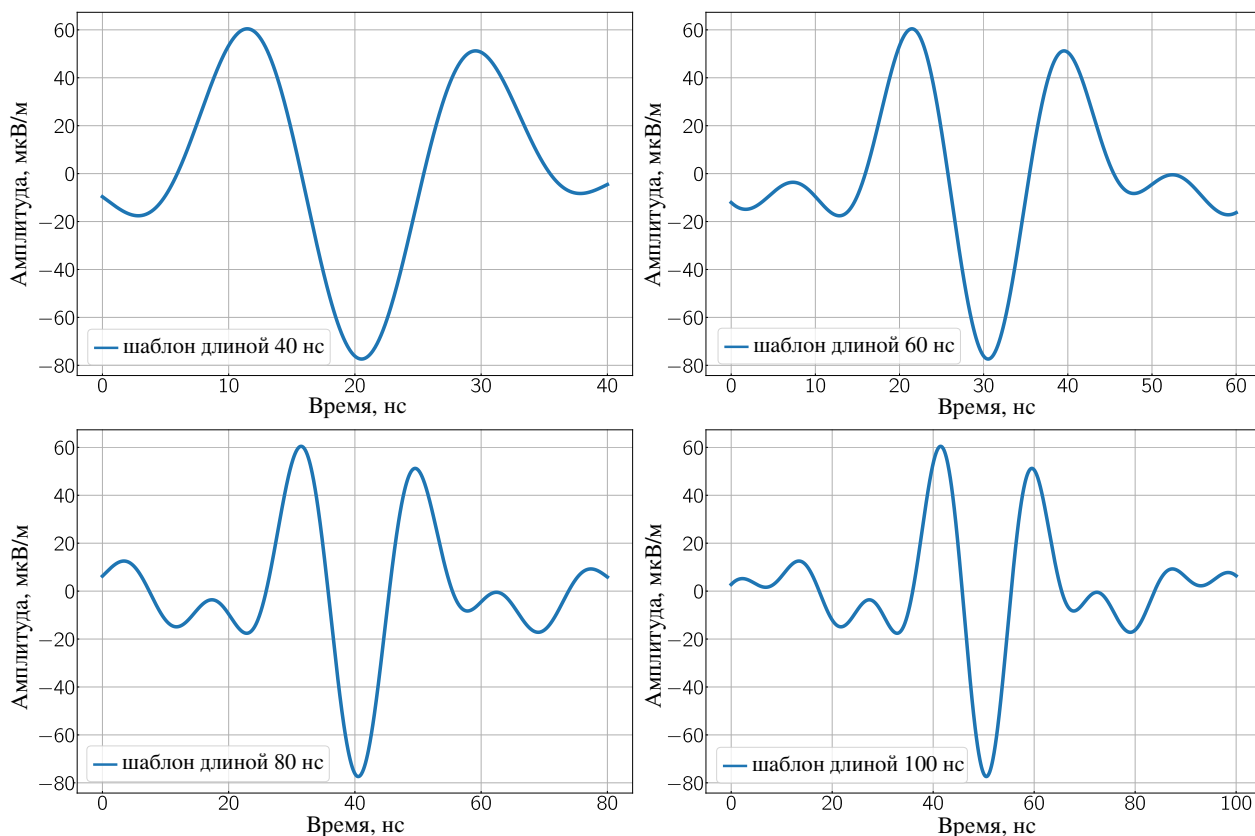 60
40
20
0
−20
−40
−60
−80
Амплитуда, мкВ/м
шаблон длиной 40 нс
0 10 20 30 40
Время, нс
60
40
20
0
−20
−40
−60
−80
Амплитуда, мкВ/м
шаблон длиной 60 нс
0 10 20 30 40 50 60
Время, нс
60
40
20
0
−20
−40
−60
−80
Амплитуда, мкВ/м
шаблон длиной 80 нс
0 20 40 60 80
Время, нс
60
40
20
0
−20
−40
−60
−80
Амплитуда, мкВ/м
шаблон длиной 100 нс
0 20 40 60 80 100
Время, нс